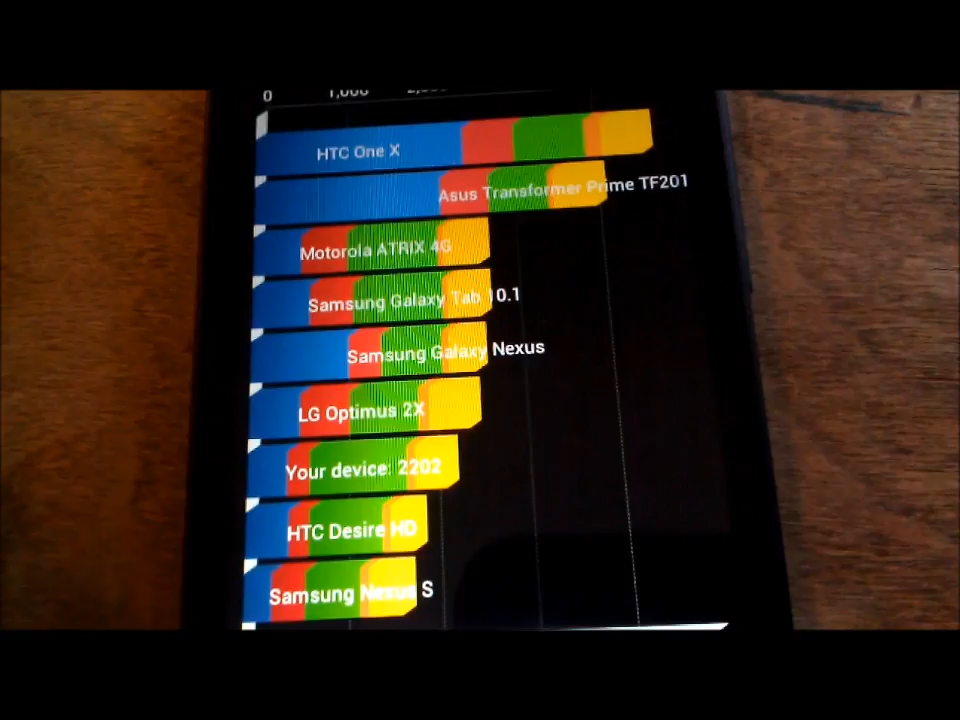 0 1,000
HTC One X
Asus Transformer Prime TF201
Motorola ATRIX 4G
Samsung Galaxy Tab 10.1
Samsung Galaxy Nexus
LG Optimus 2X
Your device: 2202
HTC Desire HD
Samsung Nexus S